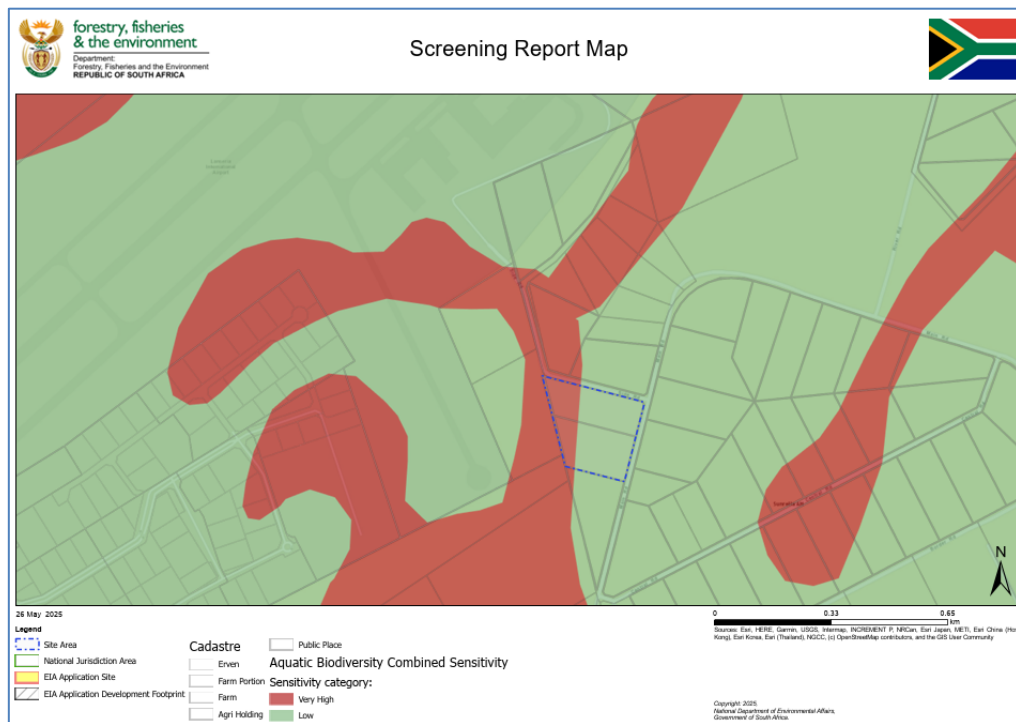 forestry, fisheries
& the environment
Department:
Forestry, Fisheries and the Environment
REPUBLIC OF SOUTH AFRICA
Screening Report Map
N
26 May 2025
Legend
Site Area
National Jurisdiction Area
EIA Application Site
EIA Application Development Footprint
Cadastre
Erven
Farm Portion
Farm
Agri Holding
Public Place
Aquatic Biodiversity Combined Sensitivity
Sensitivity category:
Very High
Low
0 0.33 0.65
km
Sources: Esri, HERE, Garmin, USGS, Intermap, INCREMENT P, NRCan, Esri Japan, METI, Esri China (Hon
Kong), Esri Korea, Esri (Thailand), NGCC, (c) OpenStreetMap contributors, and the GIS User Community
Copyright: 2025
National Department of Environmental Affairs,
Government of South Africa.